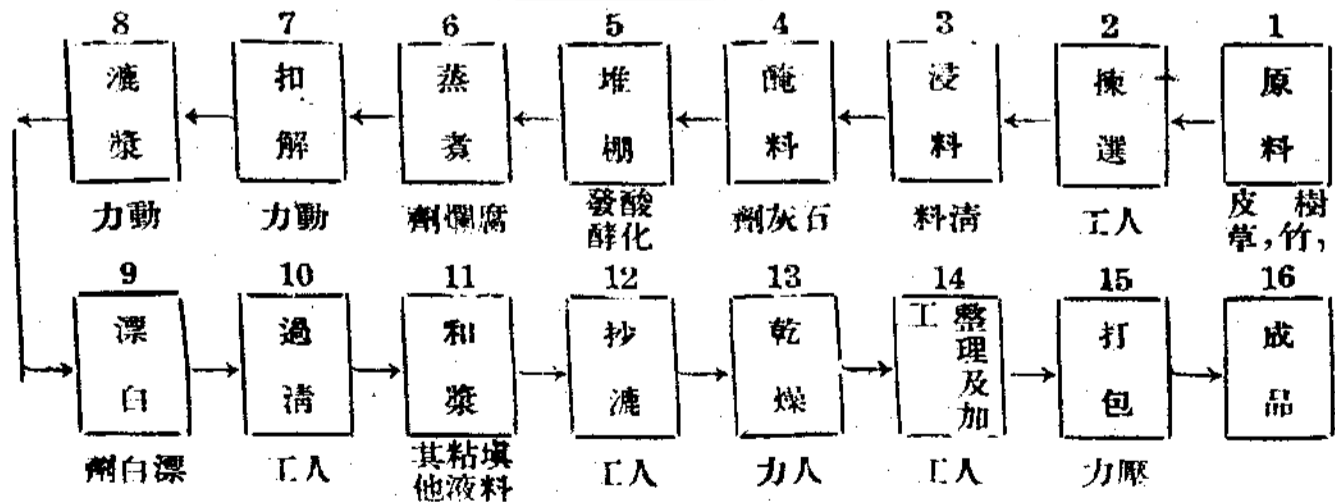 1
原料
樹皮
,竹,草
2
揀選
人工
3
浸料
清料
4
醃料
石灰劑
5
堆棚
酸化
發酵
6
蒸煮
腐爛劑
7
扣解
動力
8
漉漿
動力
9
漂白
漂白劑
10
過清
人工
11
和漿
填料
粘液
其他
12
抄漉
人工
13
乾燥
人力
14
整理及加
工
人工
15
打包
壓力
16
成品